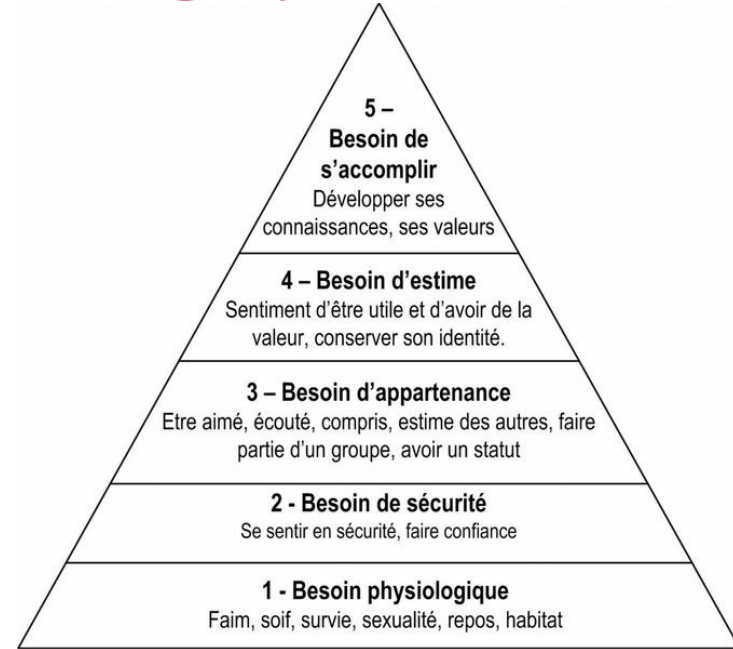 5 –
Besoin de
s’accomplir
Développer ses
connaissances, ses valeurs
4 – Besoin d’estime
Sentiment d’être utile et d’avoir de la
valeur, conserver son identité.
3 – Besoin d’appartenance
Etre aimé, écouté, compris, estime des autres, faire
partie d’un groupe, avoir un statut
2 - Besoin de sécurité
Se sentir en sécurité, faire confiance
1 - Besoin physiologique
Faim, soif, survie, sexualité, repos, habitat